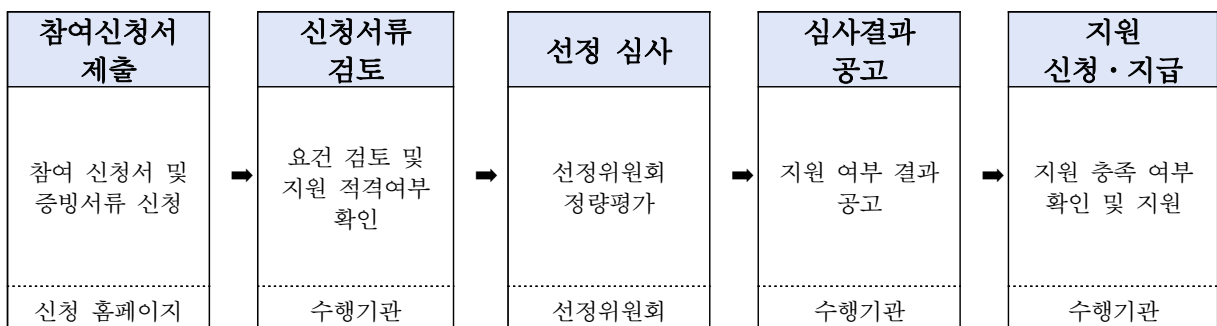 참여신청서
제출
참여 신청서 및
증빙서류 신청
신청 홈페이지
➡
신청서류
검토
요건 검토 및
지원 적격여부
확인
수행기관
➡
선정 심사
선정위원회
정량평가
선정위원회
➡
심사결과
공고
지원 여부 결과
공고
수행기관
➡
지원
신청・지급
지원 충족 여부
확인 및 지원
수행기관